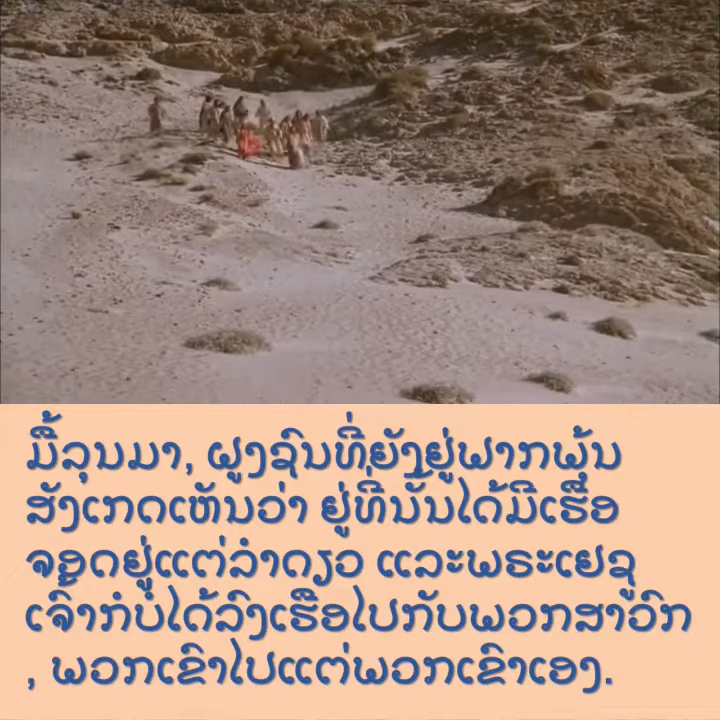 ມື້ລຸນມາ, ຝູງຊົນທີ່ຍັງຢູ່ຟາກພຸ້ນ
ສັງເກດເຫັນວ່າ ຢູ່ທີ່ນັ້ນໄດ້ມີເຮືອ
ຈອດຢູ່ແຕ່ລຳດຽວ ແລະພຣະເຢຊູ
ເຈົ້າກໍບໍ່ໄດ້ລົງເຮືອໄປກັບພວກສາວົກ
, ພວກເຂົາໄປແຕ່ພວກເຂົາເອງ.